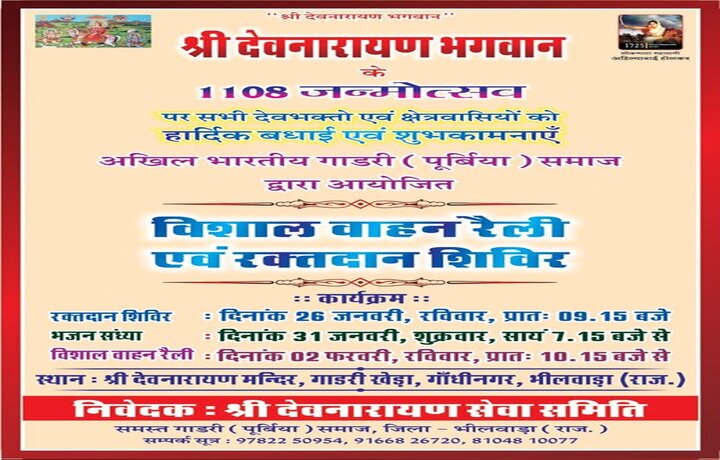 "श्री देवनारायण भगवान"
1725
लोकमाता महारानी
अहिल्याबाई होलकर
श्री देवनारायण भगवान
के
1108 जन्मोत्सव
पर सभी देवभक्तो एवं क्षेत्रवासियों को
हार्दिक बधाई एवं शुभकामनाएँ
अखिल भारतीय गाडरी ( पूर्बिया ) समाज
द्वारा आयोजित
विशाल वाहन रैली
एवं रक्तदान शिविर
:: कार्यक्रम ::
रक्तदान शिविर : दिनांक 26 जनवरी, रविवार, प्रातः 09.15 बजे
भजन संध्या : दिनांक 31 जनवरी, शुक्रवार, सायं 7.15 बजे से
विशाल वाहन रैली : दिनांक 02 फरवरी, रविवार, प्रातः 10.15 बजे से
स्थान : श्री देवनारायण मन्दिर, गाडरी खेड़ा, गाँधीनगर, भीलवाड़ा (राज.)
निवेदक : श्री देवनारायण सेवा समिति
समस्त गाडरी ( पूर्बिया ) समाज, जिला – भीलवाड़ा ( राज. )
सम्पर्क सूत्र : 97822 50954, 91668 26720, 81048 10077